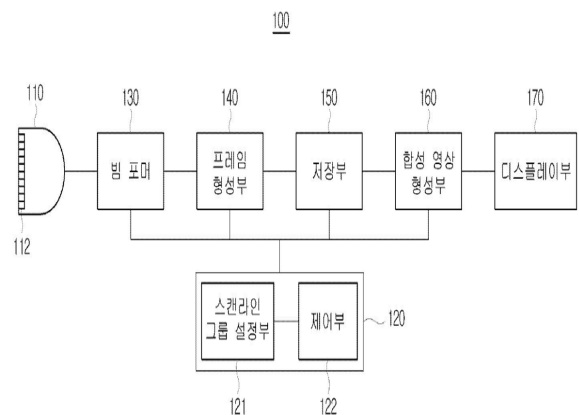 100
110
130
140
150
160
170
빔 포머
프레임
형성부
저장부
합성 영상
형성부
디스플레이부
112
스캔라인
그룹 설정부
제어부
120
121
122